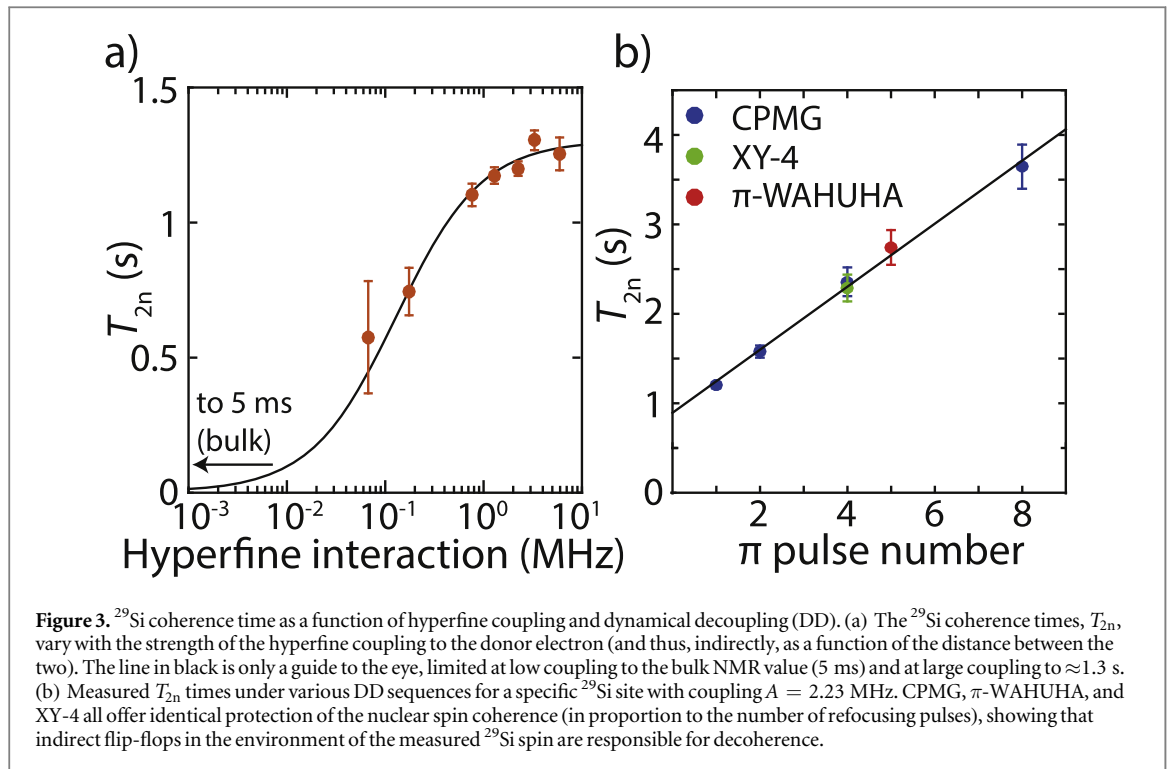 a)
b)
1.5
1
0.5
0
T2n (s)
to 5 ms
(bulk)
10-3 10-2 10-1 100 101
Hyperfine interaction (MHz)
CPMG
XY-4
π-WAHUHA
4
3
2
1
0
T2n (s)
2 4 6 8
π pulse number
Figure 3. 29Si coherence time as a function of hyperfine coupling and dynamical decoupling (DD). (a) The 29Si coherence times, T2n,
vary with the strength of the hyperfine coupling to the donor electron (and thus, indirectly, as a function of the distance between the
two). The line in black is only a guide to the eye, limited at low coupling to the bulk NMR value (5 ms) and at large coupling to ≈1.3 s.
(b) Measured T2n times under various DD sequences for a specific 29Si site with coupling A = 2.23 MHz. CPMG, π-WAHUHA, and
XY-4 all offer identical protection of the nuclear spin coherence (in proportion to the number of refocusing pulses), showing that
indirect flip-flops in the environment of the measured 29Si spin are responsible for decoherence.